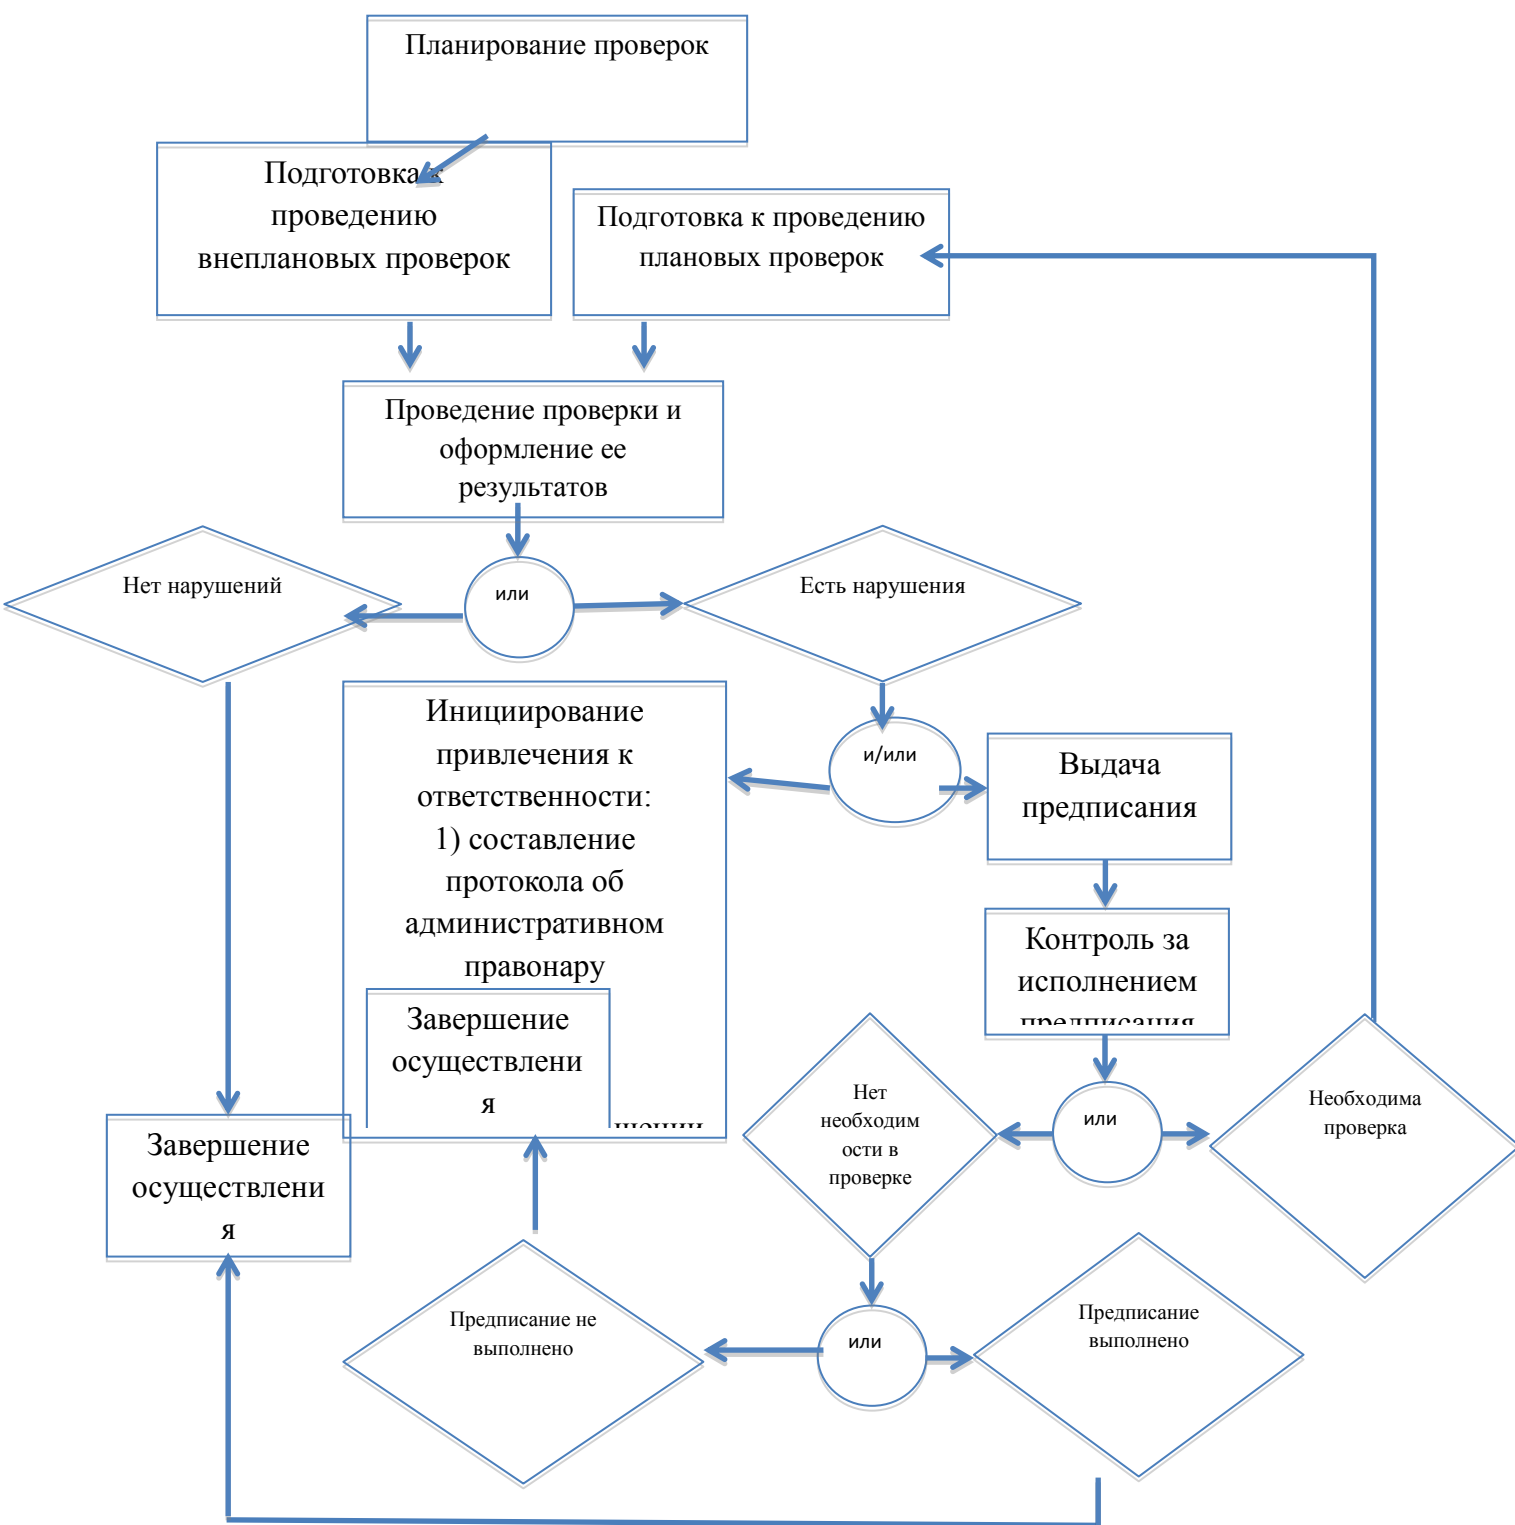 Планирование проверок
Подготовка к
проведению
внеплановых проверок
Подготовка к проведению
плановых проверок
Проведение проверки и
оформление ее
результатов
Нет нарушений
или
Есть нарушения
Инициирование
привлечения к
ответственности:
1) составление
протокола об
административном
правонару
и/или
Выдача
предписания
Контроль за
исполнением
предписания
Завершение
осуществлени
я
Нет
необходим
ости в
проверке
или
Необходима
проверка
Завершение
осуществлени
я
Предписание не
выполнено
или
Предписание
выполнено